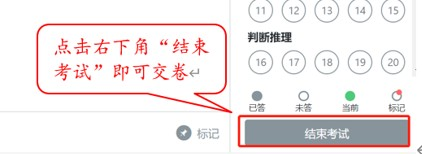 11 12 13 14 15
判断推理
16 17 18 19 20
已答 未答 当前 标记
点击右下角“结束
考试”即可交卷↵
标记
结束考试